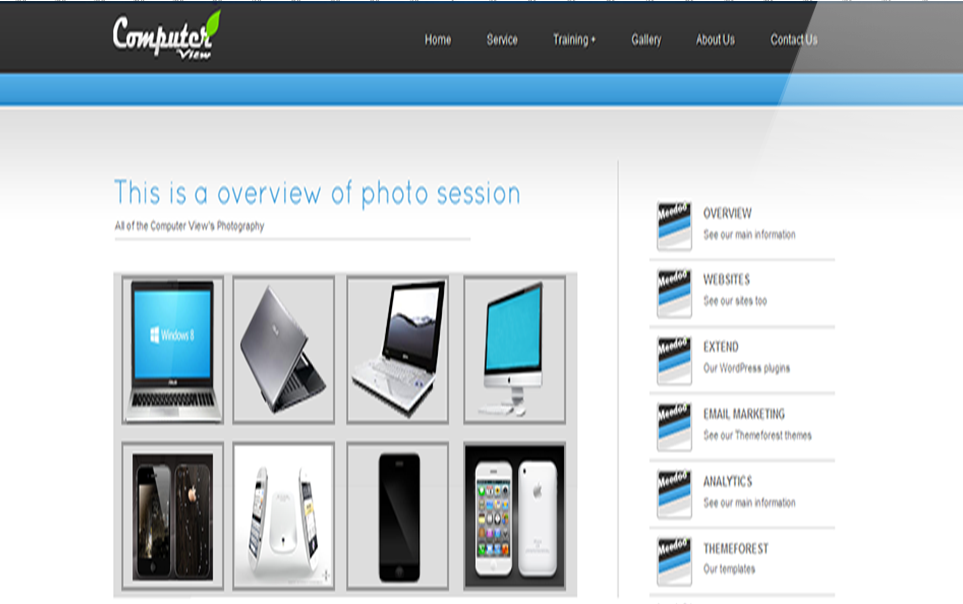 Computer
View
Home Service Training + Gallery About Us Contact Us
This is a overview of photo session
All of the Computer View's Photography
Windows 8
Meedoo
OVERVIEW
See our main information
Meedoo
WEBSITES
See our sites too
Meedoo
EXTEND
Our WordPress plugins
Meedoo
EMAIL MARKETING
See our Themeforest themes
Meedoo
ANALYTICS
See our main information
Meedoo
THEMEFOREST
Our templates